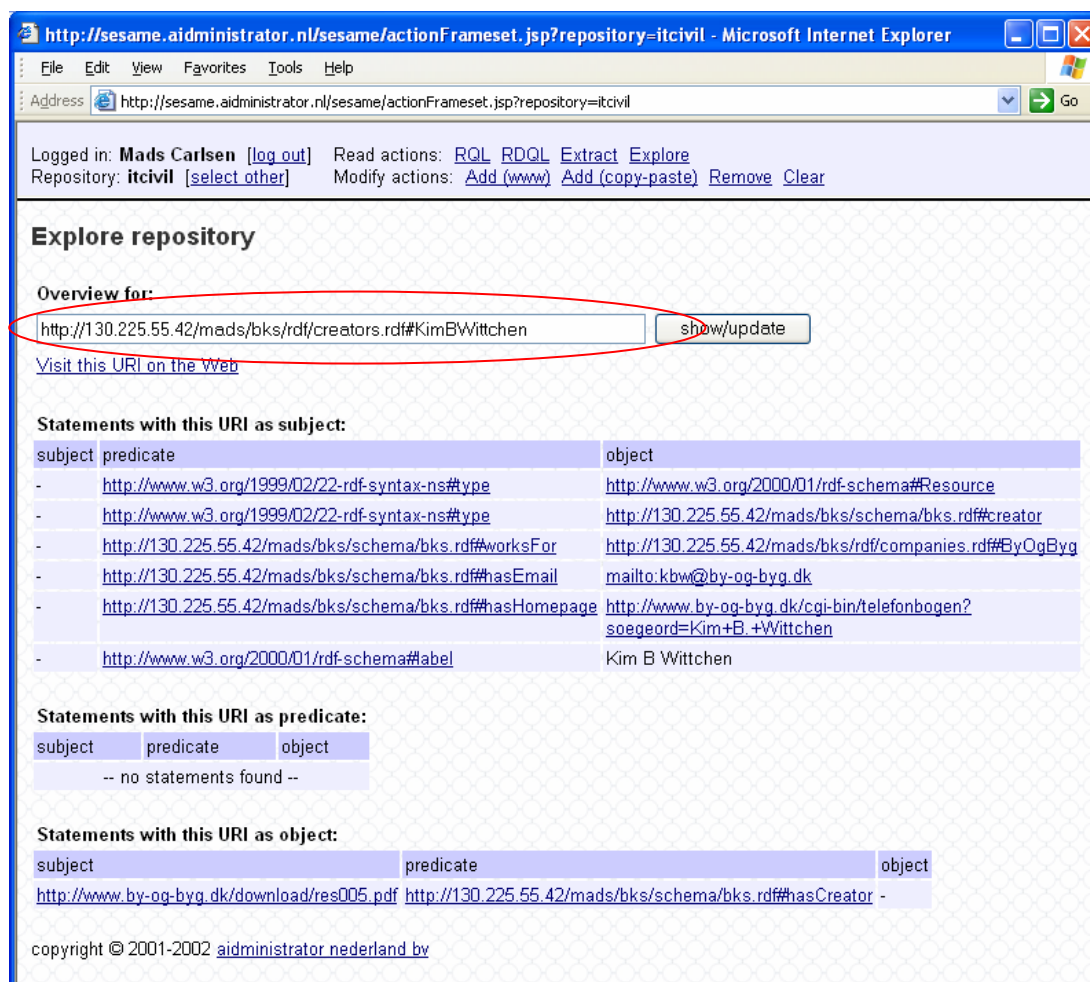 http://sesame.aidministrator.nl/sesame/actionFrameset.jsp?repository=itcivil - Microsoft Internet Explorer
File Edit View Favorites Tools Help
Address http://sesame.aidministrator.nl/sesame/actionFrameset.jsp?repository=itcivil Go
Logged in: Mads Carlsen [log out] Read actions: RQL RDQL Extract Explore
Repository: itcivil [select other] Modify actions: Add (www) Add (copy-paste) Remove Clear
Explore repository
Overview for:
http://130.225.55.42/mads/bks/rdf/creators.rdf#KimBWittchen show/update
Visit this URI on the Web
Statements with this URI as subject:
subject predicate object
- http://www.w3.org/1999/02/22-rdf-syntax-ns#type http://www.w3.org/2000/01/rdf-schema#Resource
- http://www.w3.org/1999/02/22-rdf-syntax-ns#type http://130.225.55.42/mads/bks/schema/bks.rdf#creator
- http://130.225.55.42/mads/bks/schema/bks.rdf#worksFor http://130.225.55.42/mads/bks/rdf/companies.rdf#ByOgByg
- http://130.225.55.42/mads/bks/schema/bks.rdf#hasEmail mailto:kbw@by-og-byg.dk
- http://130.225.55.42/mads/bks/schema/bks.rdf#hasHomepage http://www.by-og-byg.dk/cgi-bin/telefonbogen?
soegeord=Kim+B.+Wittchen
- http://www.w3.org/2000/01/rdf-schema#label Kim B Wittchen
Statements with this URI as predicate:
subject predicate object
-- no statements found --
Statements with this URI as object:
subject predicate object
http://www.by-og-byg.dk/download/res005.pdf http://130.225.55.42/mads/bks/schema/bks.rdf#hasCreator -
copyright © 2001-2002 aidministrator nederland bv